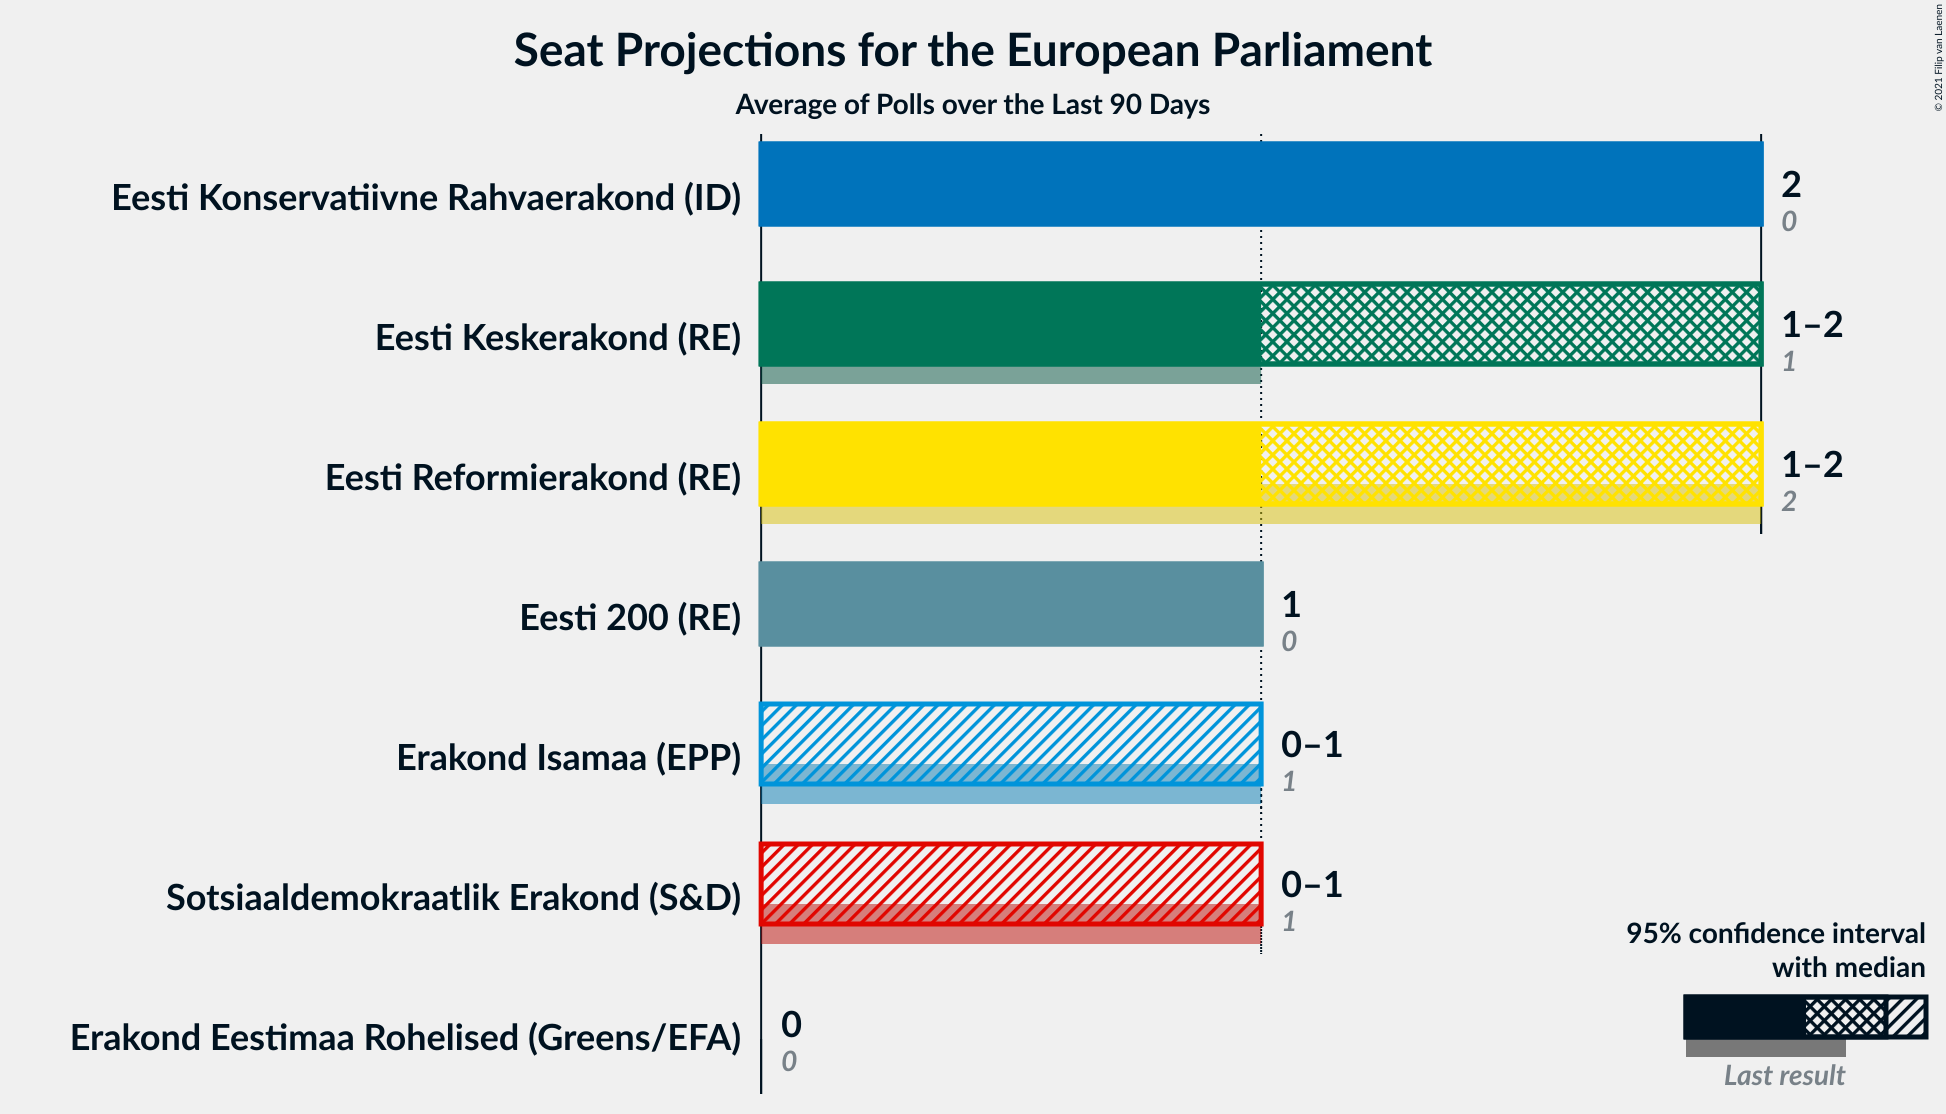 Seat Projections for the European Parliament
Average of Polls over the Last 90 Days
© 2021 Filip van Laenen
Eesti Konservatiivne Rahvaerakond (ID)
2
0
Eesti Keskerakond (RE)
1–2
1
Eesti Reformierakond (RE)
1–2
2
Eesti 200 (RE)
1
0
Erakond Isamaa (EPP)
0–1
1
Sotsiaaldemokraatlik Erakond (S&D)
0–1
1
Erakond Eestimaa Rohelised (Greens/EFA)
0
0
95% confidence interval
with median
Last result